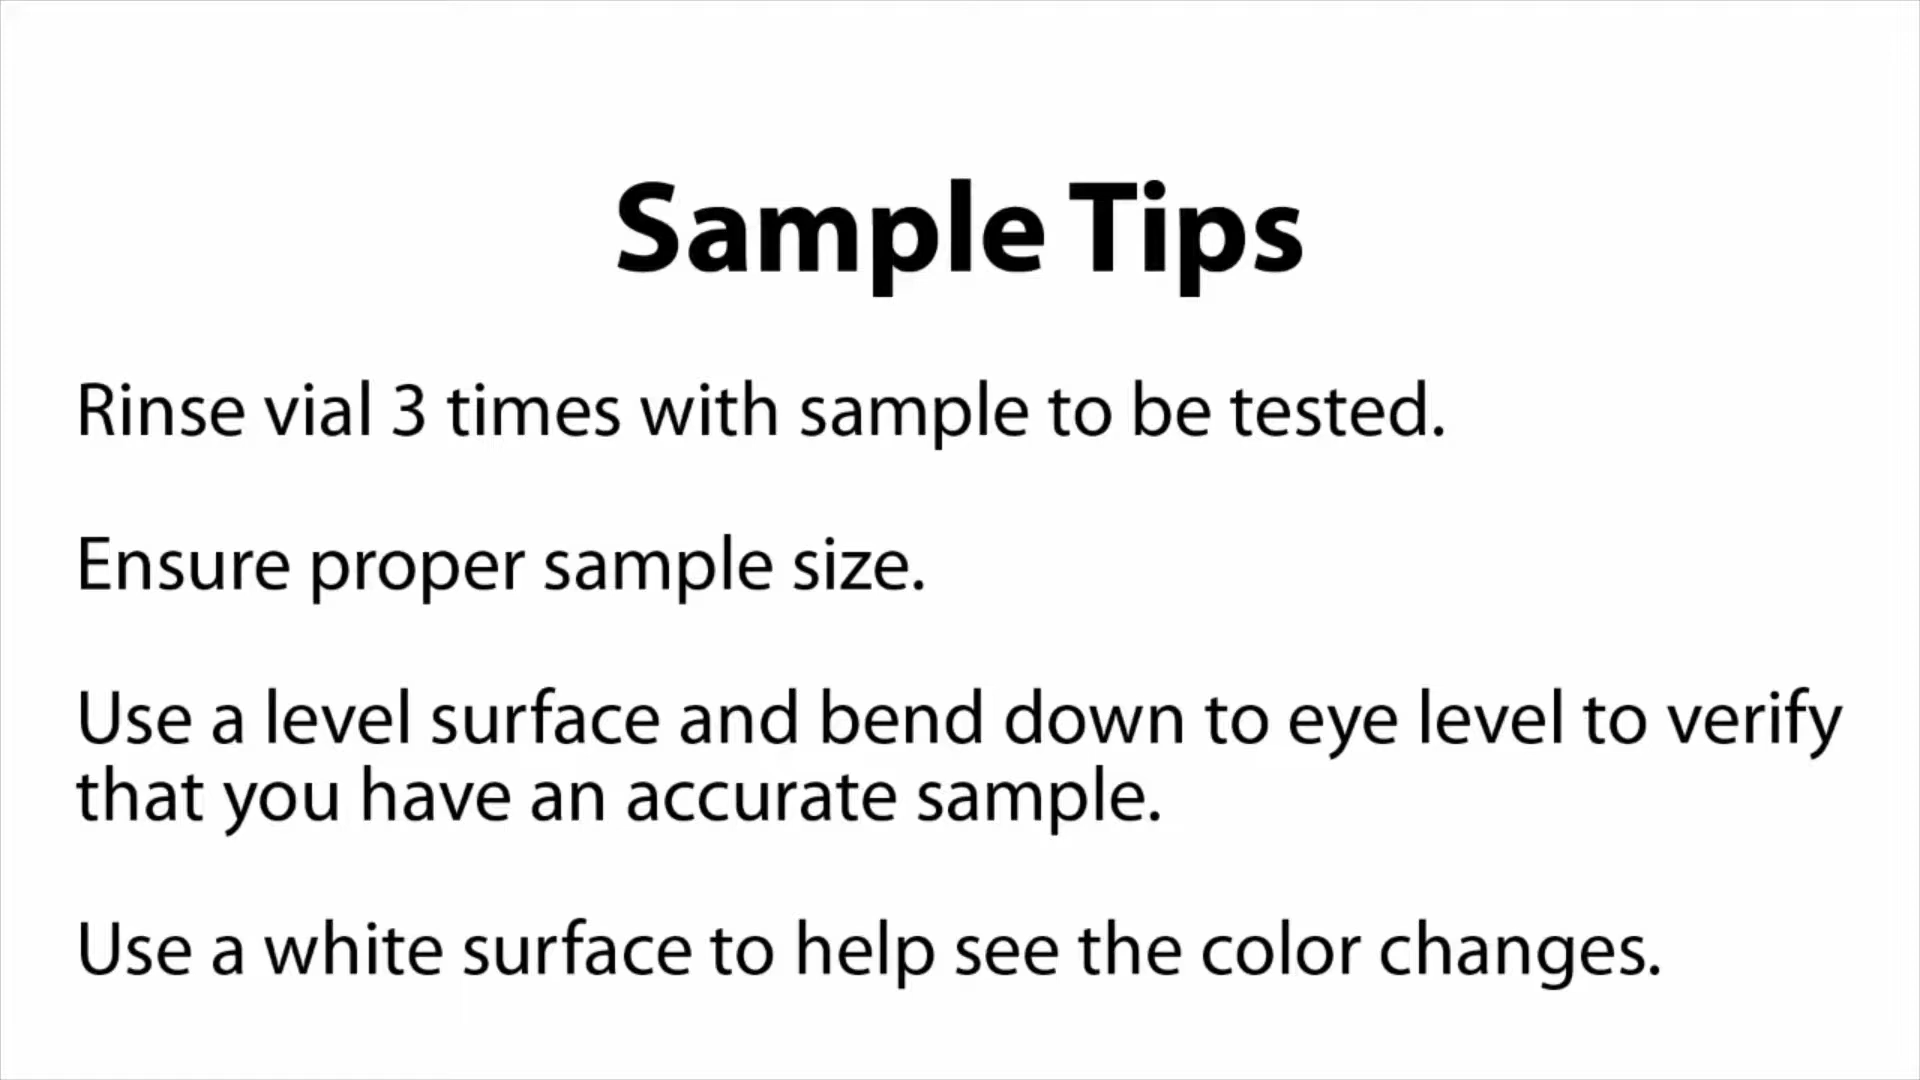 Sample Tips
Rinse vial 3 times with sample to be tested.
Ensure proper sample size.
Use a level surface and bend down to eye level to verify
that you have an accurate sample.
Use a white surface to help see the color changes.